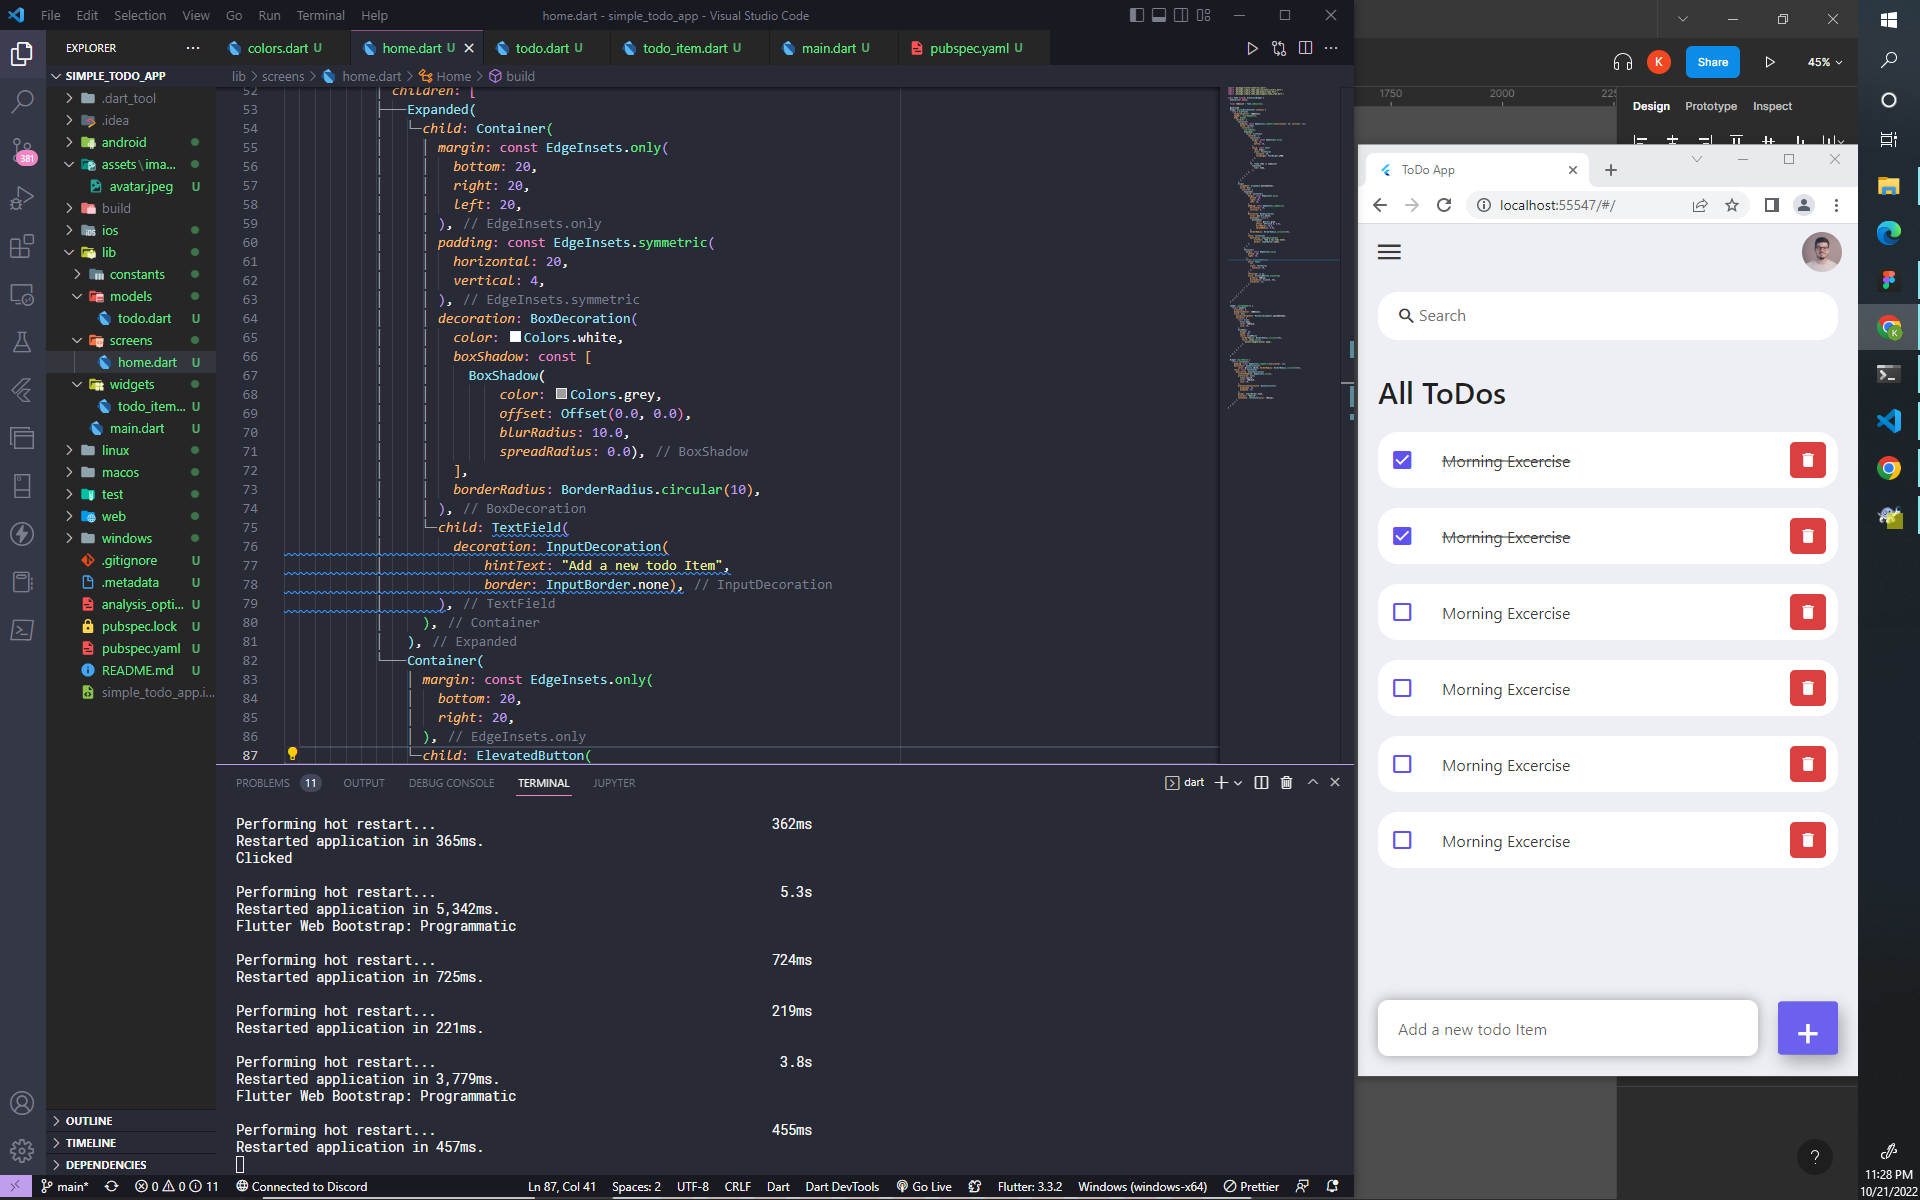 File Edit Selection View Go Run Terminal Help
home.dart - simple_todo_app - Visual Studio Code
EXPLORER
SIMPLE_TODO_APP
.dart_tool
.idea
android
assets\ima...
avatar.jpeg U
build
ios
lib
constants
models
todo.dart U
screens
home.dart U
widgets
todo_item... U
main.dart U
linux
macos
test
web
windows
.gitignore U
.metadata U
analysis_opti... U
pubspec.lock U
pubspec.yaml U
README.md U
simple_todo_app.i...
OUTLINE
TIMELINE
DEPENDENCIES
381
colors.dart U
home.dart U
todo.dart U
todo_item.dart U
main.dart U
pubspec.yaml U
lib > screens > home.dart > Home > build
52 children: [
53 Expanded(
54 child: Container(
55 margin: const EdgeInsets.only(
56 bottom: 20,
57 right: 20,
58 left: 20,
59 ), // EdgeInsets.only
60 padding: const EdgeInsets.symmetric(
61 horizontal: 20,
62 vertical: 4,
63 ), // EdgeInsets.symmetric
64 decoration: BoxDecoration(
65 color: Colors.white,
66 boxShadow: const [
67 BoxShadow(
68 color: Colors.grey,
69 offset: Offset(0.0, 0.0),
70 blurRadius: 10.0,
71 spreadRadius: 0.0), // BoxShadow
72 ],
73 borderRadius: BorderRadius.circular(10),
74 ), // BoxDecoration
75 child: TextField(
76 decoration: InputDecoration(
77 hintText: "Add a new todo Item",
78 border: InputBorder.none), // InputDecoration
79 ), // TextField
80 ), // Container
81 ), // Expanded
82 Container(
83 margin: const EdgeInsets.only(
84 bottom: 20,
85 right: 20,
86 ), // EdgeInsets.only
87 child: ElevatedButton(
PROBLEMS 11 OUTPUT DEBUG CONSOLE TERMINAL JUPYTER
dart
Performing hot restart... 362ms
Restarted application in 365ms.
Clicked
Performing hot restart... 5.3s
Restarted application in 5,342ms.
Flutter Web Bootstrap: Programmatic
Performing hot restart... 724ms
Restarted application in 725ms.
Performing hot restart... 219ms
Restarted application in 221ms.
Performing hot restart... 3.8s
Restarted application in 3,779ms.
Flutter Web Bootstrap: Programmatic
Performing hot restart... 455ms
Restarted application in 457ms.
main* 0 0 11 Connected to Discord
Ln 87, Col 41 Spaces: 2 UTF-8 CRLF Dart Dart DevTools Go Live Flutter: 3.3.2 Windows (windows-x64) Prettier
K Share 45%
1750 2000
Design Prototype Inspect
ToDo App
localhost:55547/#/
Search
All ToDos
Morning Excercise
Morning Excercise
Morning Excercise
Morning Excercise
Morning Excercise
Morning Excercise
Add a new todo Item
+
?
K
11:28 PM
10/21/2022